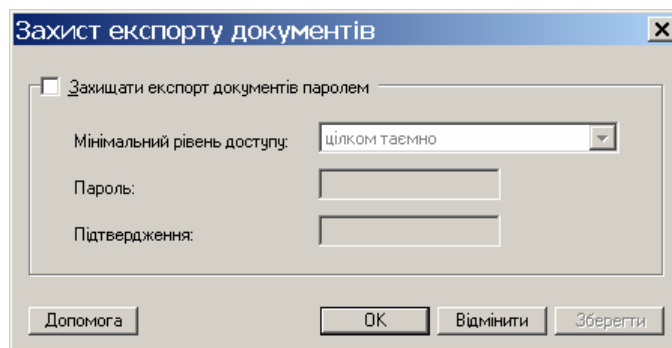 Захист експорту документів
Захищати експорт документів паролем
Мінімальний рівень доступу: цілком таємно
Пароль:
Підтвердження:
Допомога OK Відмінити Зберегти